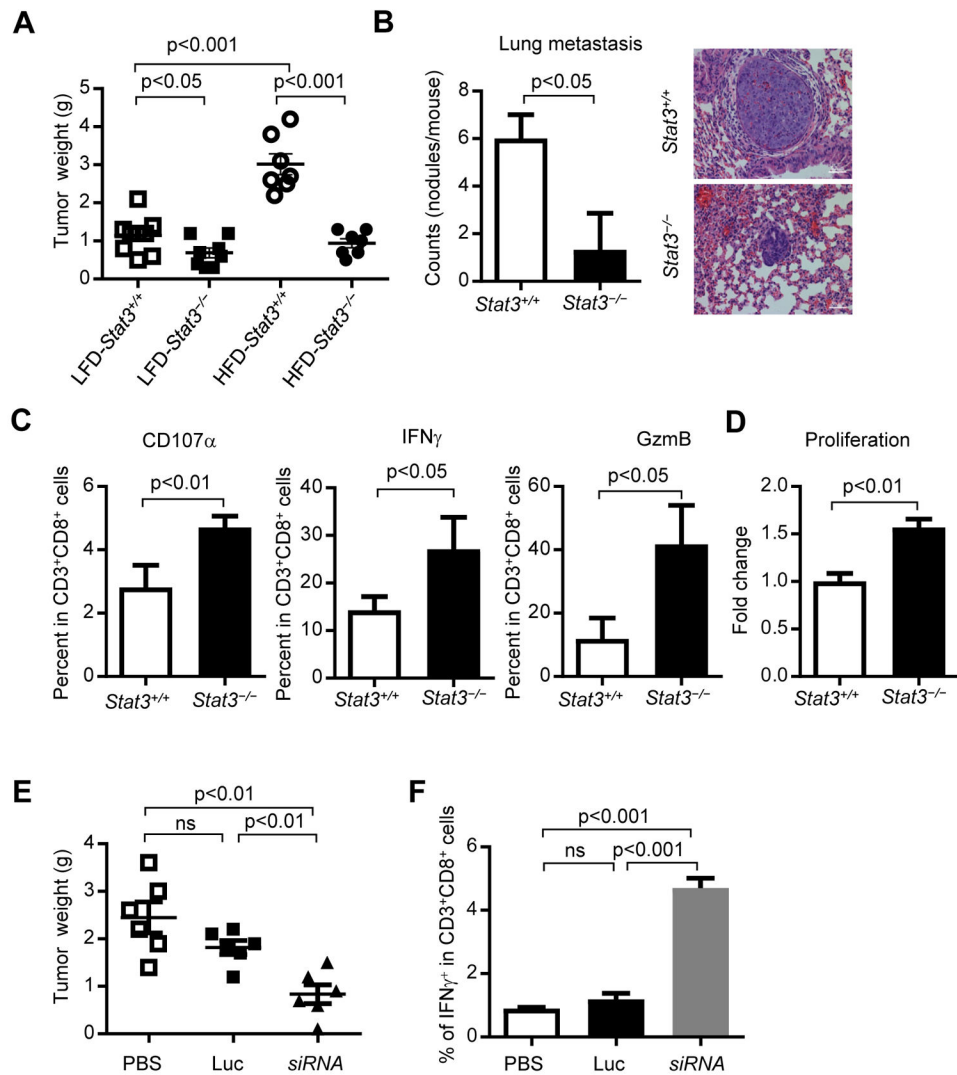 A
p<0.001
p<0.05
p<0.001
Tumor weight (g)
5
4
3
2
1
0
LFD-Stat3+/+
LFD-Stat3−/−
HFD-Stat3+/+
HFD-Stat3−/−
B
Lung metastasis
p<0.05
Counts (nodules/mouse)
8
6
4
2
0
Stat3+/+
Stat3−/−
Stat3+/+
Stat3−/−
C
CD107α
p<0.01
Percent in CD3+CD8+ cells
6
4
2
0
Stat3+/+
Stat3−/−
IFNγ
p<0.05
Percent in CD3+CD8+ cells
40
30
20
10
0
Stat3+/+
Stat3−/−
GzmB
p<0.05
Percent in CD3+CD8+ cells
60
40
20
0
Stat3+/+
Stat3−/−
D
Proliferation
p<0.01
Fold change
2.0
1.5
1.0
0.5
0.0
Stat3+/+
Stat3−/−
E
p<0.01
ns
p<0.01
Tumor weight (g)
4
3
2
1
0
PBS
Luc
siRNA
F
p<0.001
ns
p<0.001
% of IFNγ+ in CD3+CD8+ cells
6
4
2
0
PBS
Luc
siRNA